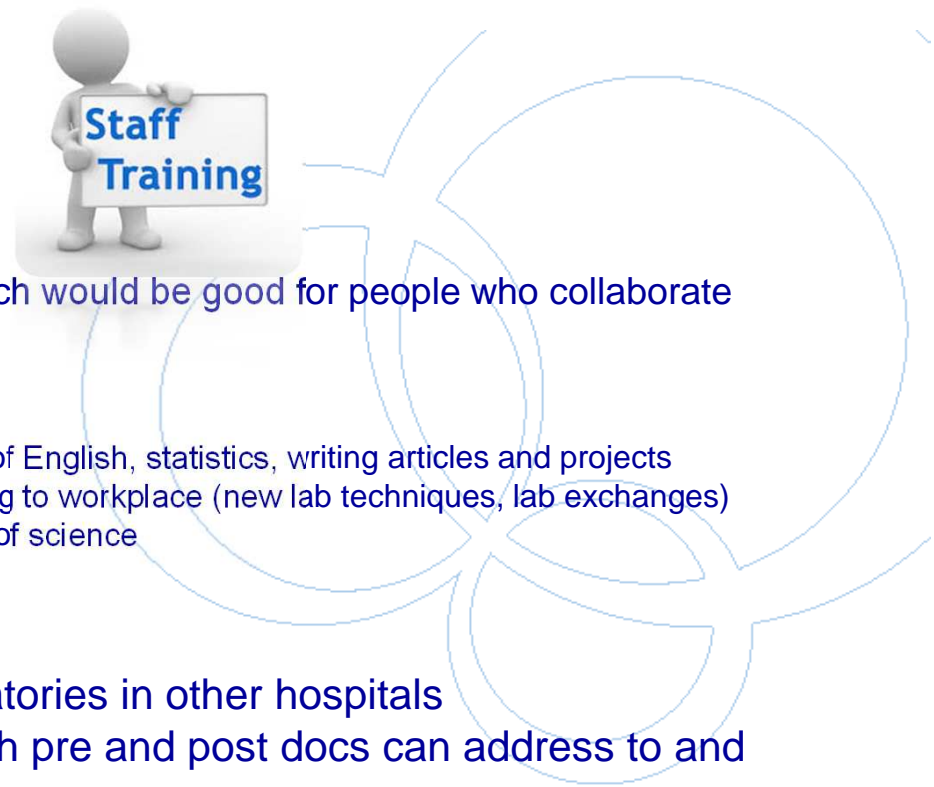 Staff
Training
ch would be good for people who collaborate
of English, statistics, writing articles and projects
g to workplace (new lab techniques, lab exchanges)
of science
atories in other hospitals
h pre and post docs can address to and